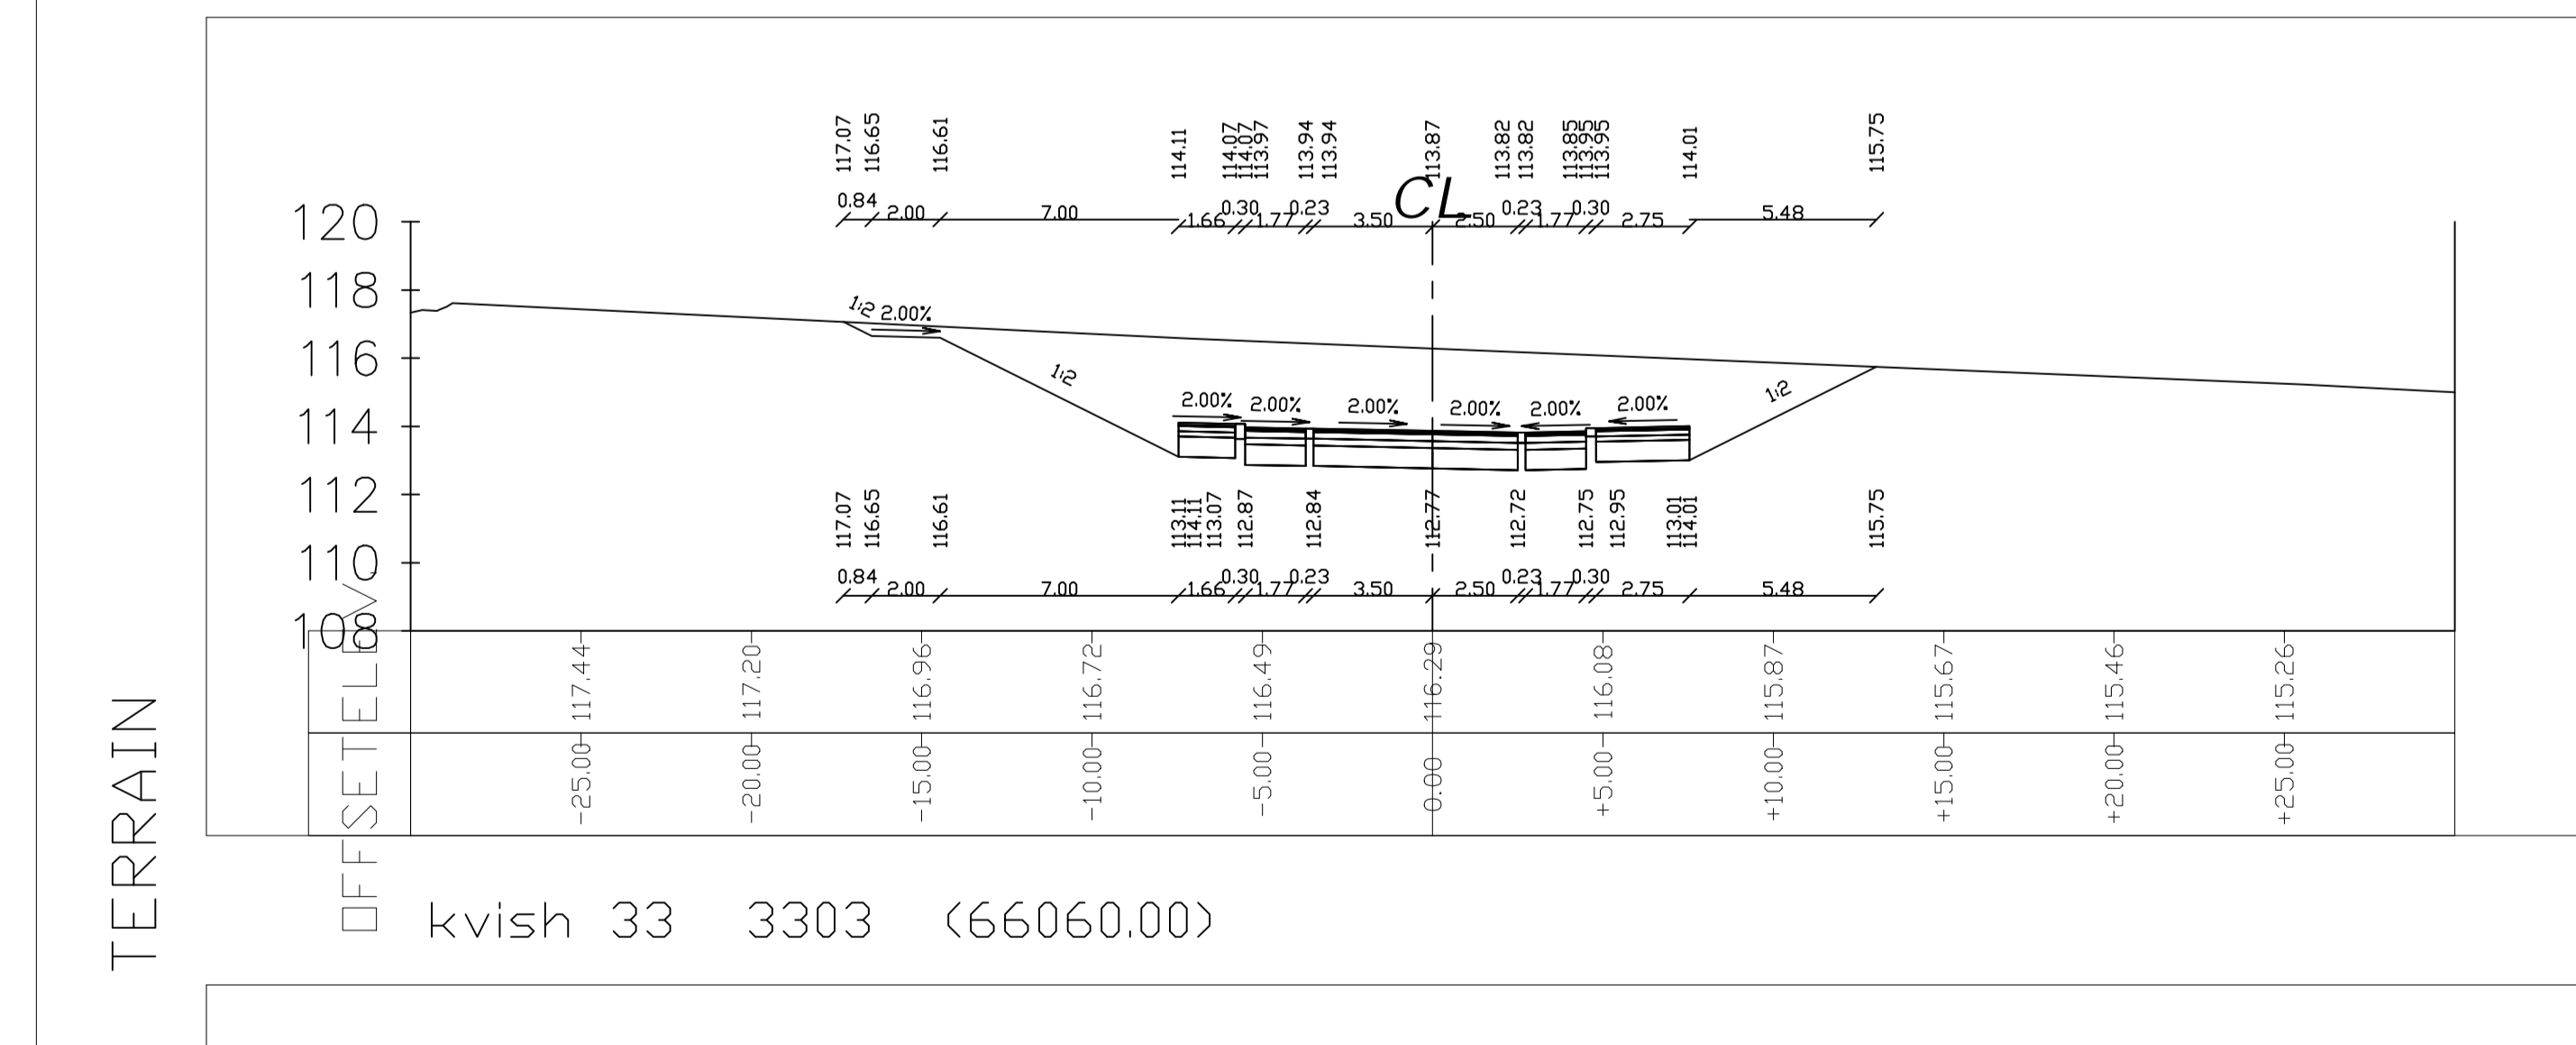 117.07 116.65 116.61 114.11 114.07 114.07 113.97 113.94 113.94 113.87 113.82 113.82 113.85 113.95 113.95 114.01 115.75
CL
0.84 2.00 7.00 1.66 0.30 1.77 0.23 3.50 2.50 0.23 1.77 0.30 2.75 5.48
120
118
116
114
112
110
108
1:2 2.00%
1:2
1:2
2.00% 2.00% 2.00% 2.00% 2.00% 2.00%
117.07 116.65 116.61 113.11 114.11 113.07 112.87 112.84 112.77 112.72 112.75 112.95 113.01 114.01 115.75
0.84 2.00 7.00 1.66 0.30 1.77 0.23 3.50 2.50 0.23 1.77 0.30 2.75 5.48
TERRAIN
ELEV. 117.44 117.20 116.96 116.72 116.49 116.29 116.08 115.87 115.67 115.46 115.26
OFFSET -25.00 -20.00 -15.00 -10.00 -5.00 0.00 +5.00 +10.00 +15.00 +20.00 +25.00
kvish 33 3303 (66060.00)